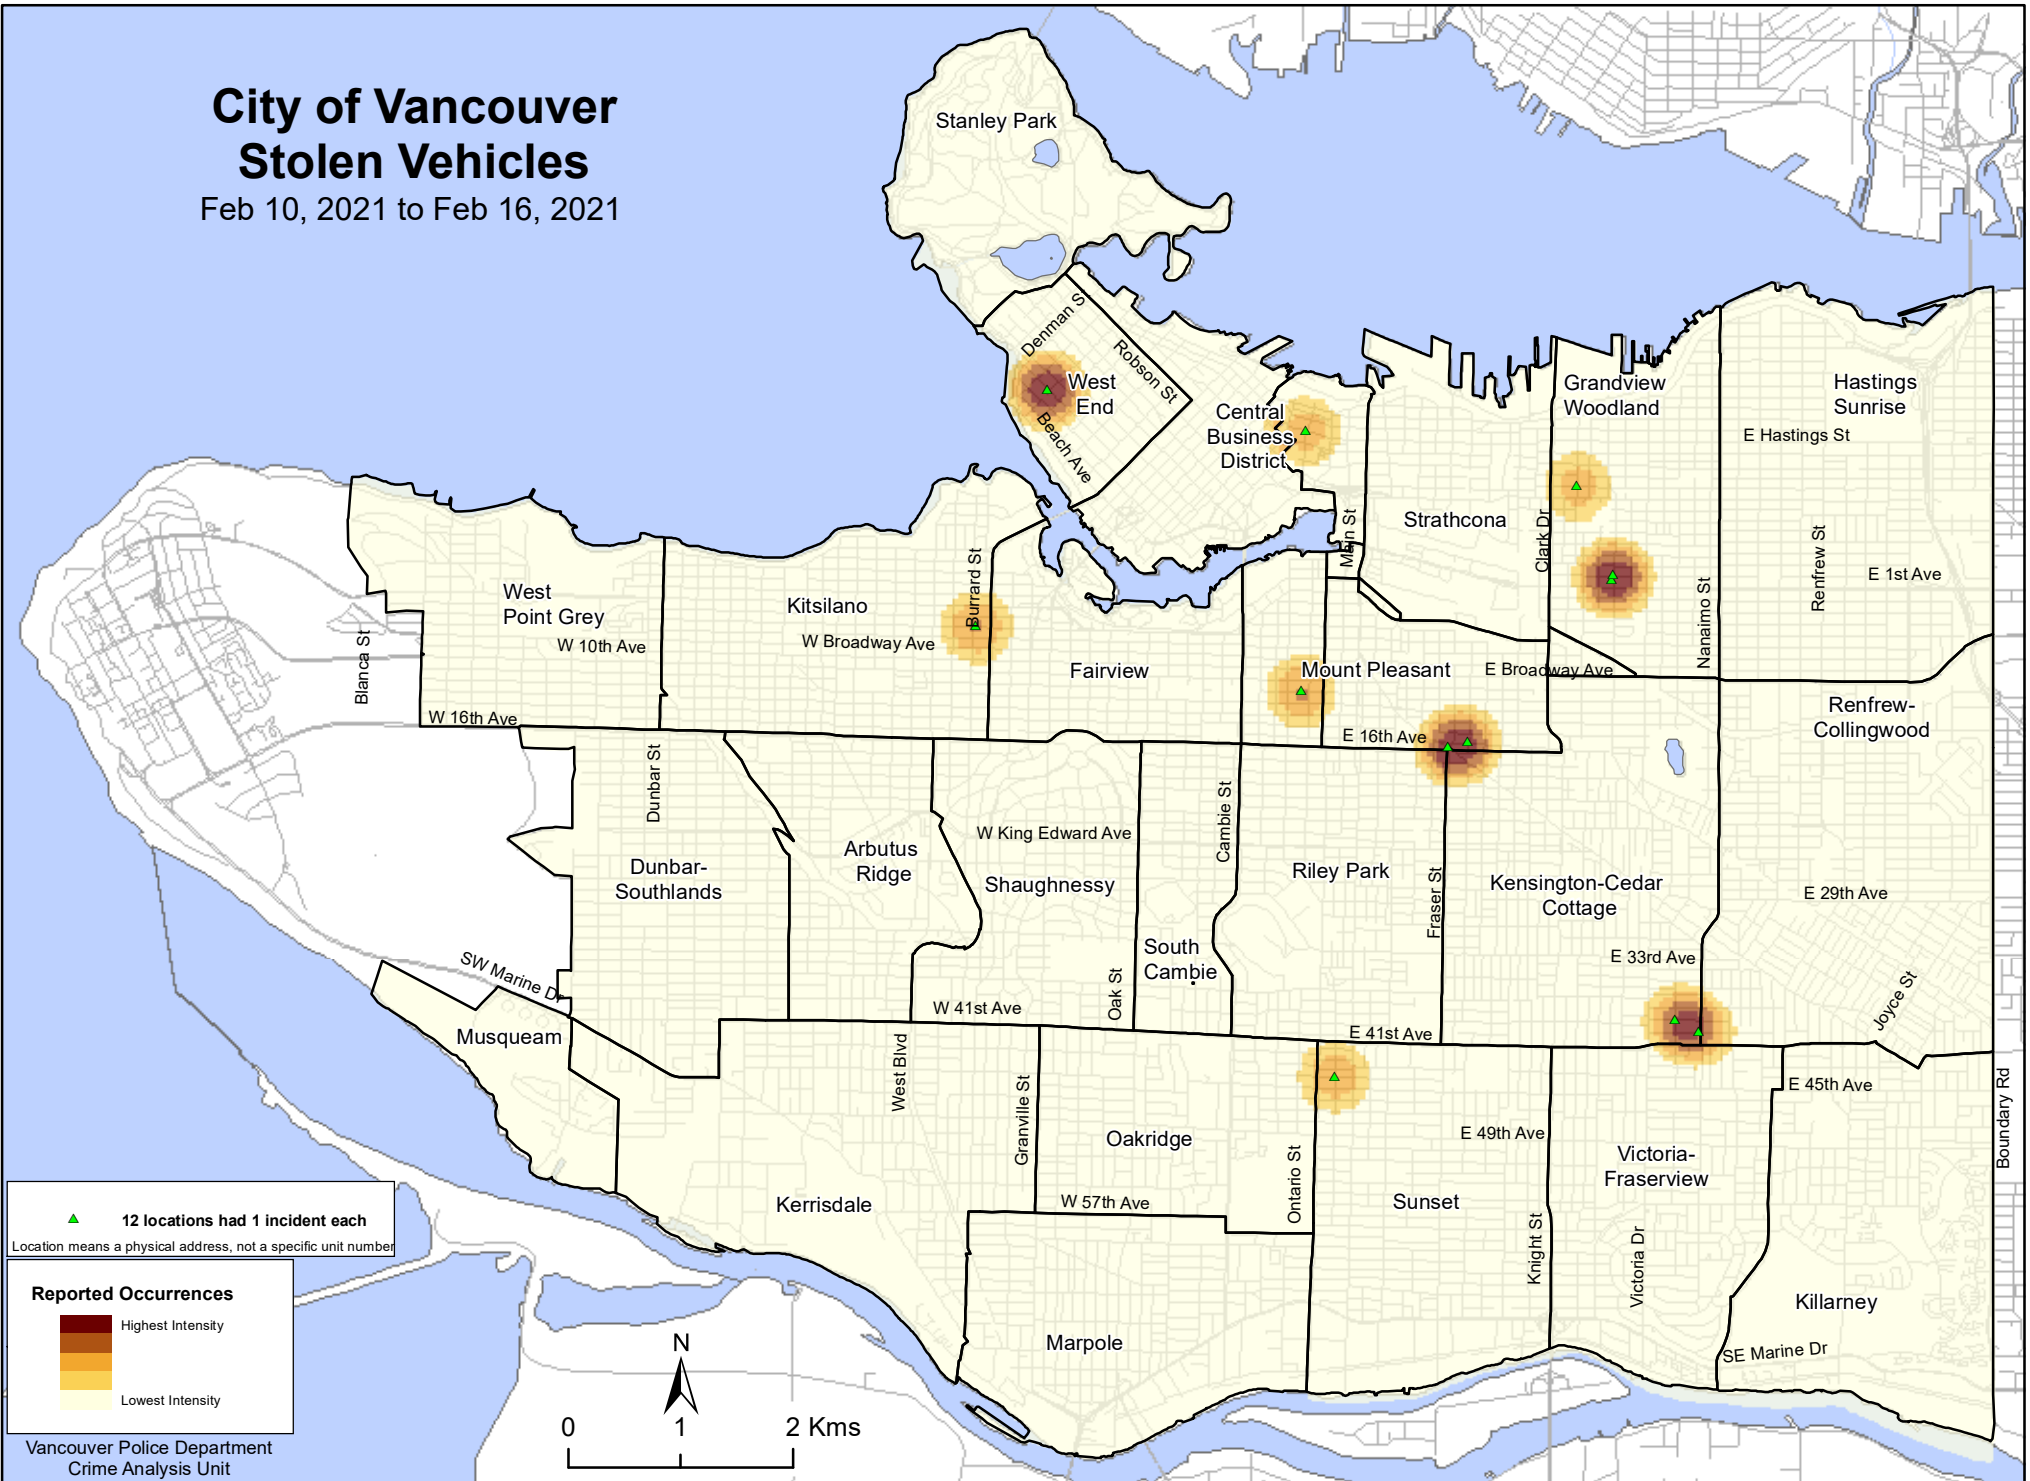 City of Vancouver
Stolen Vehicles
Feb 10, 2021 to Feb 16, 2021
Stanley Park
Denman S
Robson St
West
End
Beach Ave
Central
Business
District
Main St
Strathcona
Clark Dr
Grandview
Woodland
Hastings
Sunrise
E Hastings St
Nanaimo St
Renfrew St
E 1st Ave
West
Point Grey
W 10th Ave
Blanca St
W 16th Ave
Kitsilano
W Broadway Ave
Burrard St
Fairview
Mount Pleasant
E Broadway Ave
E 16th Ave
Renfrew-
Collingwood
Dunbar St
Dunbar-
Southlands
Arbutus
Ridge
W King Edward Ave
Shaughnessy
Cambie St
South
Cambie
Oak St
Riley Park
Fraser St
Kensington-Cedar
Cottage
E 29th Ave
E 33rd Ave
Joyce St
SW Marine Dr
W 41st Ave
E 41st Ave
Musqueam
West Blvd
Granville St
Oakridge
Ontario St
E 49th Ave
E 45th Ave
Boundary Rd
Victoria-
Fraserview
Kerrisdale
W 57th Ave
Sunset
Knight St
Victoria Dr
Killarney
Marpole
SE Marine Dr
12 locations had 1 incident each
Location means a physical address, not a specific unit number
Reported Occurrences
Highest Intensity
Lowest Intensity
Vancouver Police Department
Crime Analysis Unit
N
0 1 2 Kms